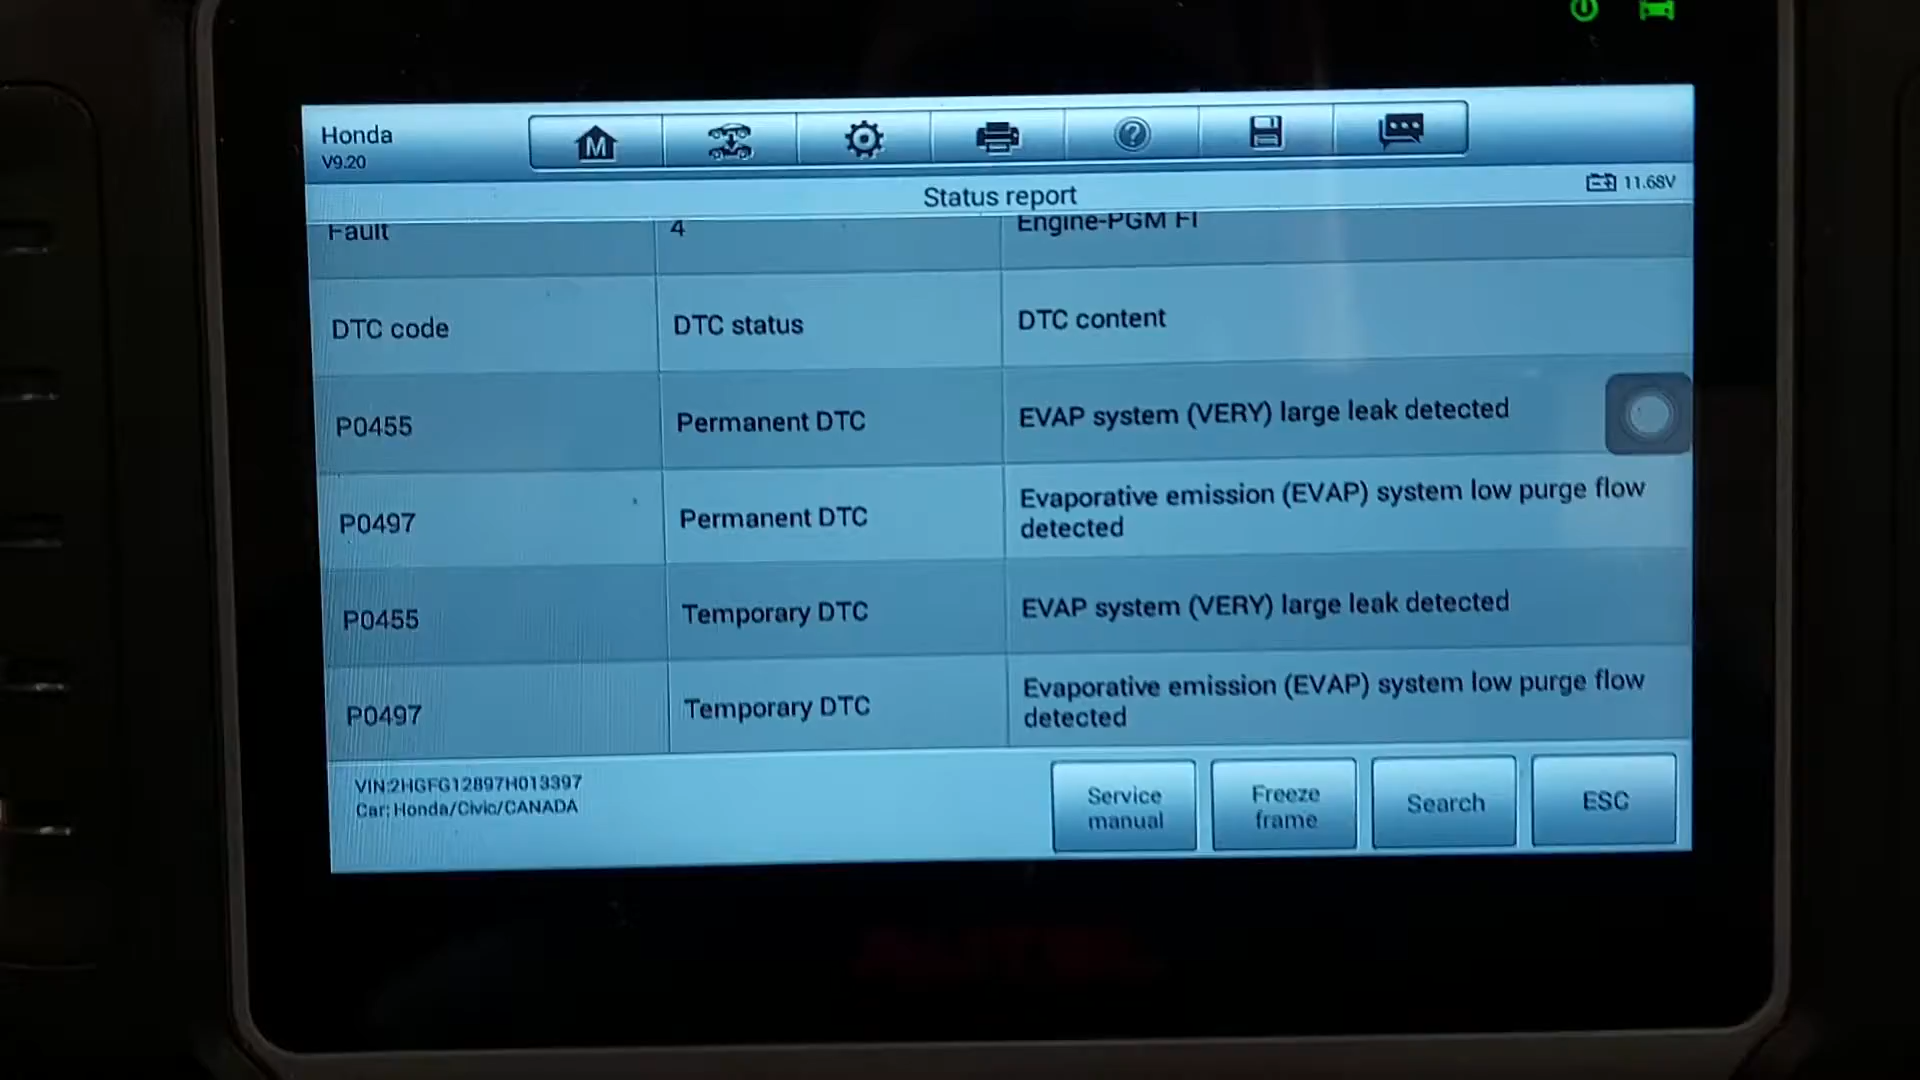 Honda
V9.20
M
Status report
11.68V
Fault 4 Engine-PGM FI
DTC code DTC status DTC content
P0455 Permanent DTC EVAP system (VERY) large leak detected
P0497 Permanent DTC Evaporative emission (EVAP) system low purge flow
detected
P0455 Temporary DTC EVAP system (VERY) large leak detected
P0497 Temporary DTC Evaporative emission (EVAP) system low purge flow
detected
VIN:2HGFG12897H013397
Car: Honda/Civic/CANADA
Service
manual
Freeze
frame
Search
ESC
AUTEL